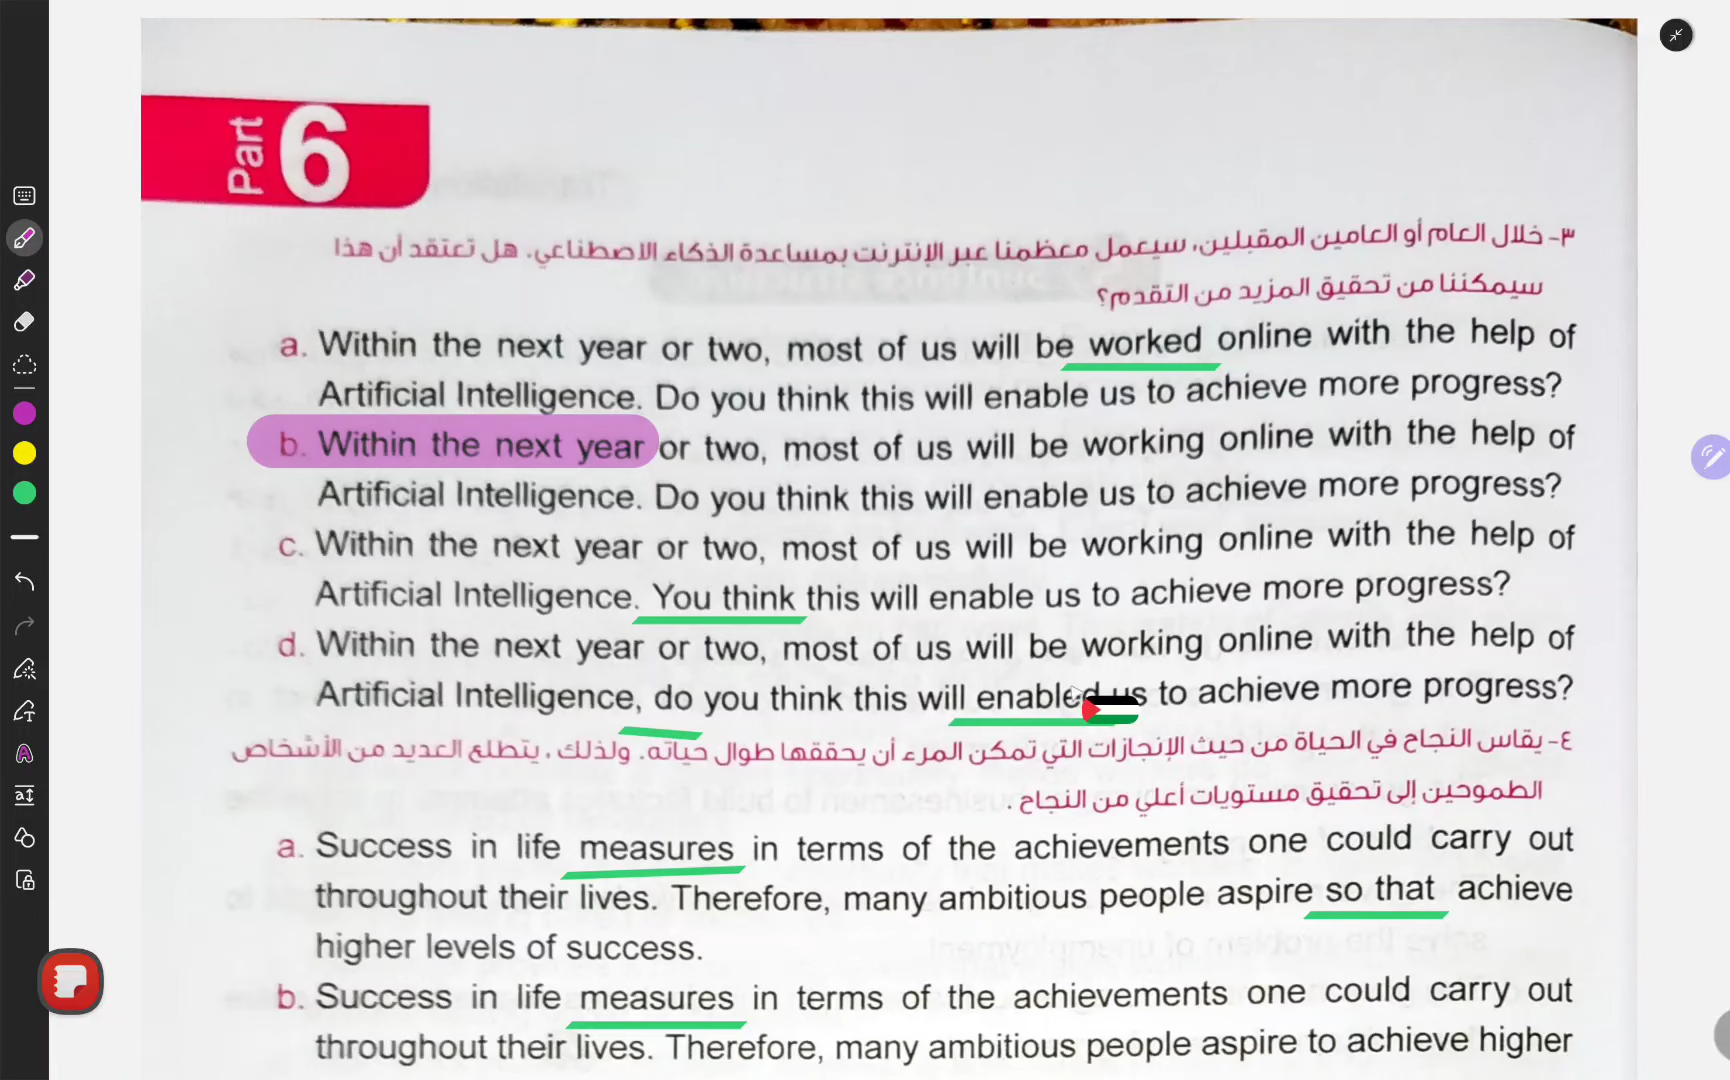 Part 6
٣- خلال العام أو العامين المقبلين، سيعمل معظمنا عبر الإنترنت بمساعدة الذكاء الاصطناعي. هل تعتقد أن هذا
سيمكننا من تحقيق المزيد من التقدم؟
a. Within the next year or two, most of us will be worked online with the help of
Artificial Intelligence. Do you think this will enable us to achieve more progress?
b. Within the next year or two, most of us will be working online with the help of
Artificial Intelligence. Do you think this will enable us to achieve more progress?
c. Within the next year or two, most of us will be working online with the help of
Artificial Intelligence. You think this will enable us to achieve more progress?
d. Within the next year or two, most of us will be working online with the help of
Artificial Intelligence, do you think this will enabled us to achieve more progress?
٤- يقاس النجاح في الحياة من حيث الإنجازات التي تمكن المرء أن يحققها طوال حياته. ولذلك، يتطلع العديد من الأشخاص
الطموحين إلى تحقيق مستويات أعلي من النجاح .
a. Success in life measures in terms of the achievements one could carry out
throughout their lives. Therefore, many ambitious people aspire so that achieve
higher levels of success.
b. Success in life measures in terms of the achievements one could carry out
throughout their lives. Therefore, many ambitious people aspire to achieve higher